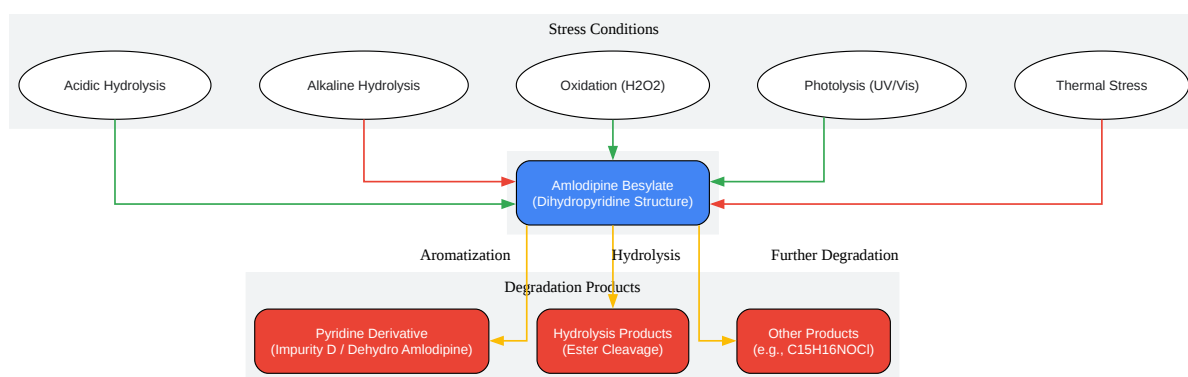 Stress Conditions
Acidic Hydrolysis
Alkaline Hydrolysis
Oxidation (H2O2)
Photolysis (UV/Vis)
Thermal Stress
Amlodipine Besylate
(Dihydropyridine Structure)
Aromatization
Hydrolysis
Further Degradation
Degradation Products
Pyridine Derivative
(Impurity D / Dehydro Amlodipine)
Hydrolysis Products
(Ester Cleavage)
Other Products
(e.g., C15H16NOCl)